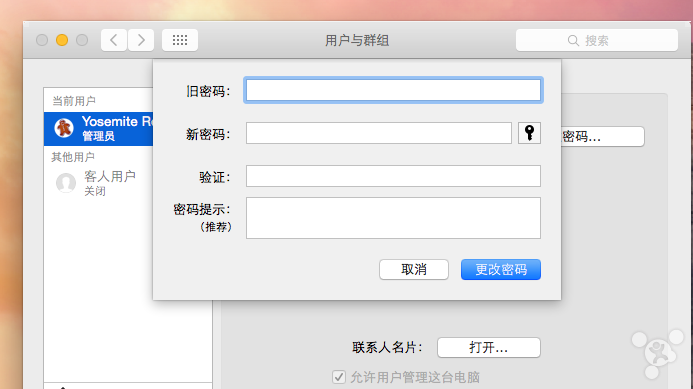 用户与群组
搜索
当前用户
Yosemite
管理员
其他用户
客人用户
关闭
旧密码：
新密码：
验证：
密码提示：
（推荐）
取消
更改密码
密码...
联系人名片：
打开...
允许用户管理这台电脑